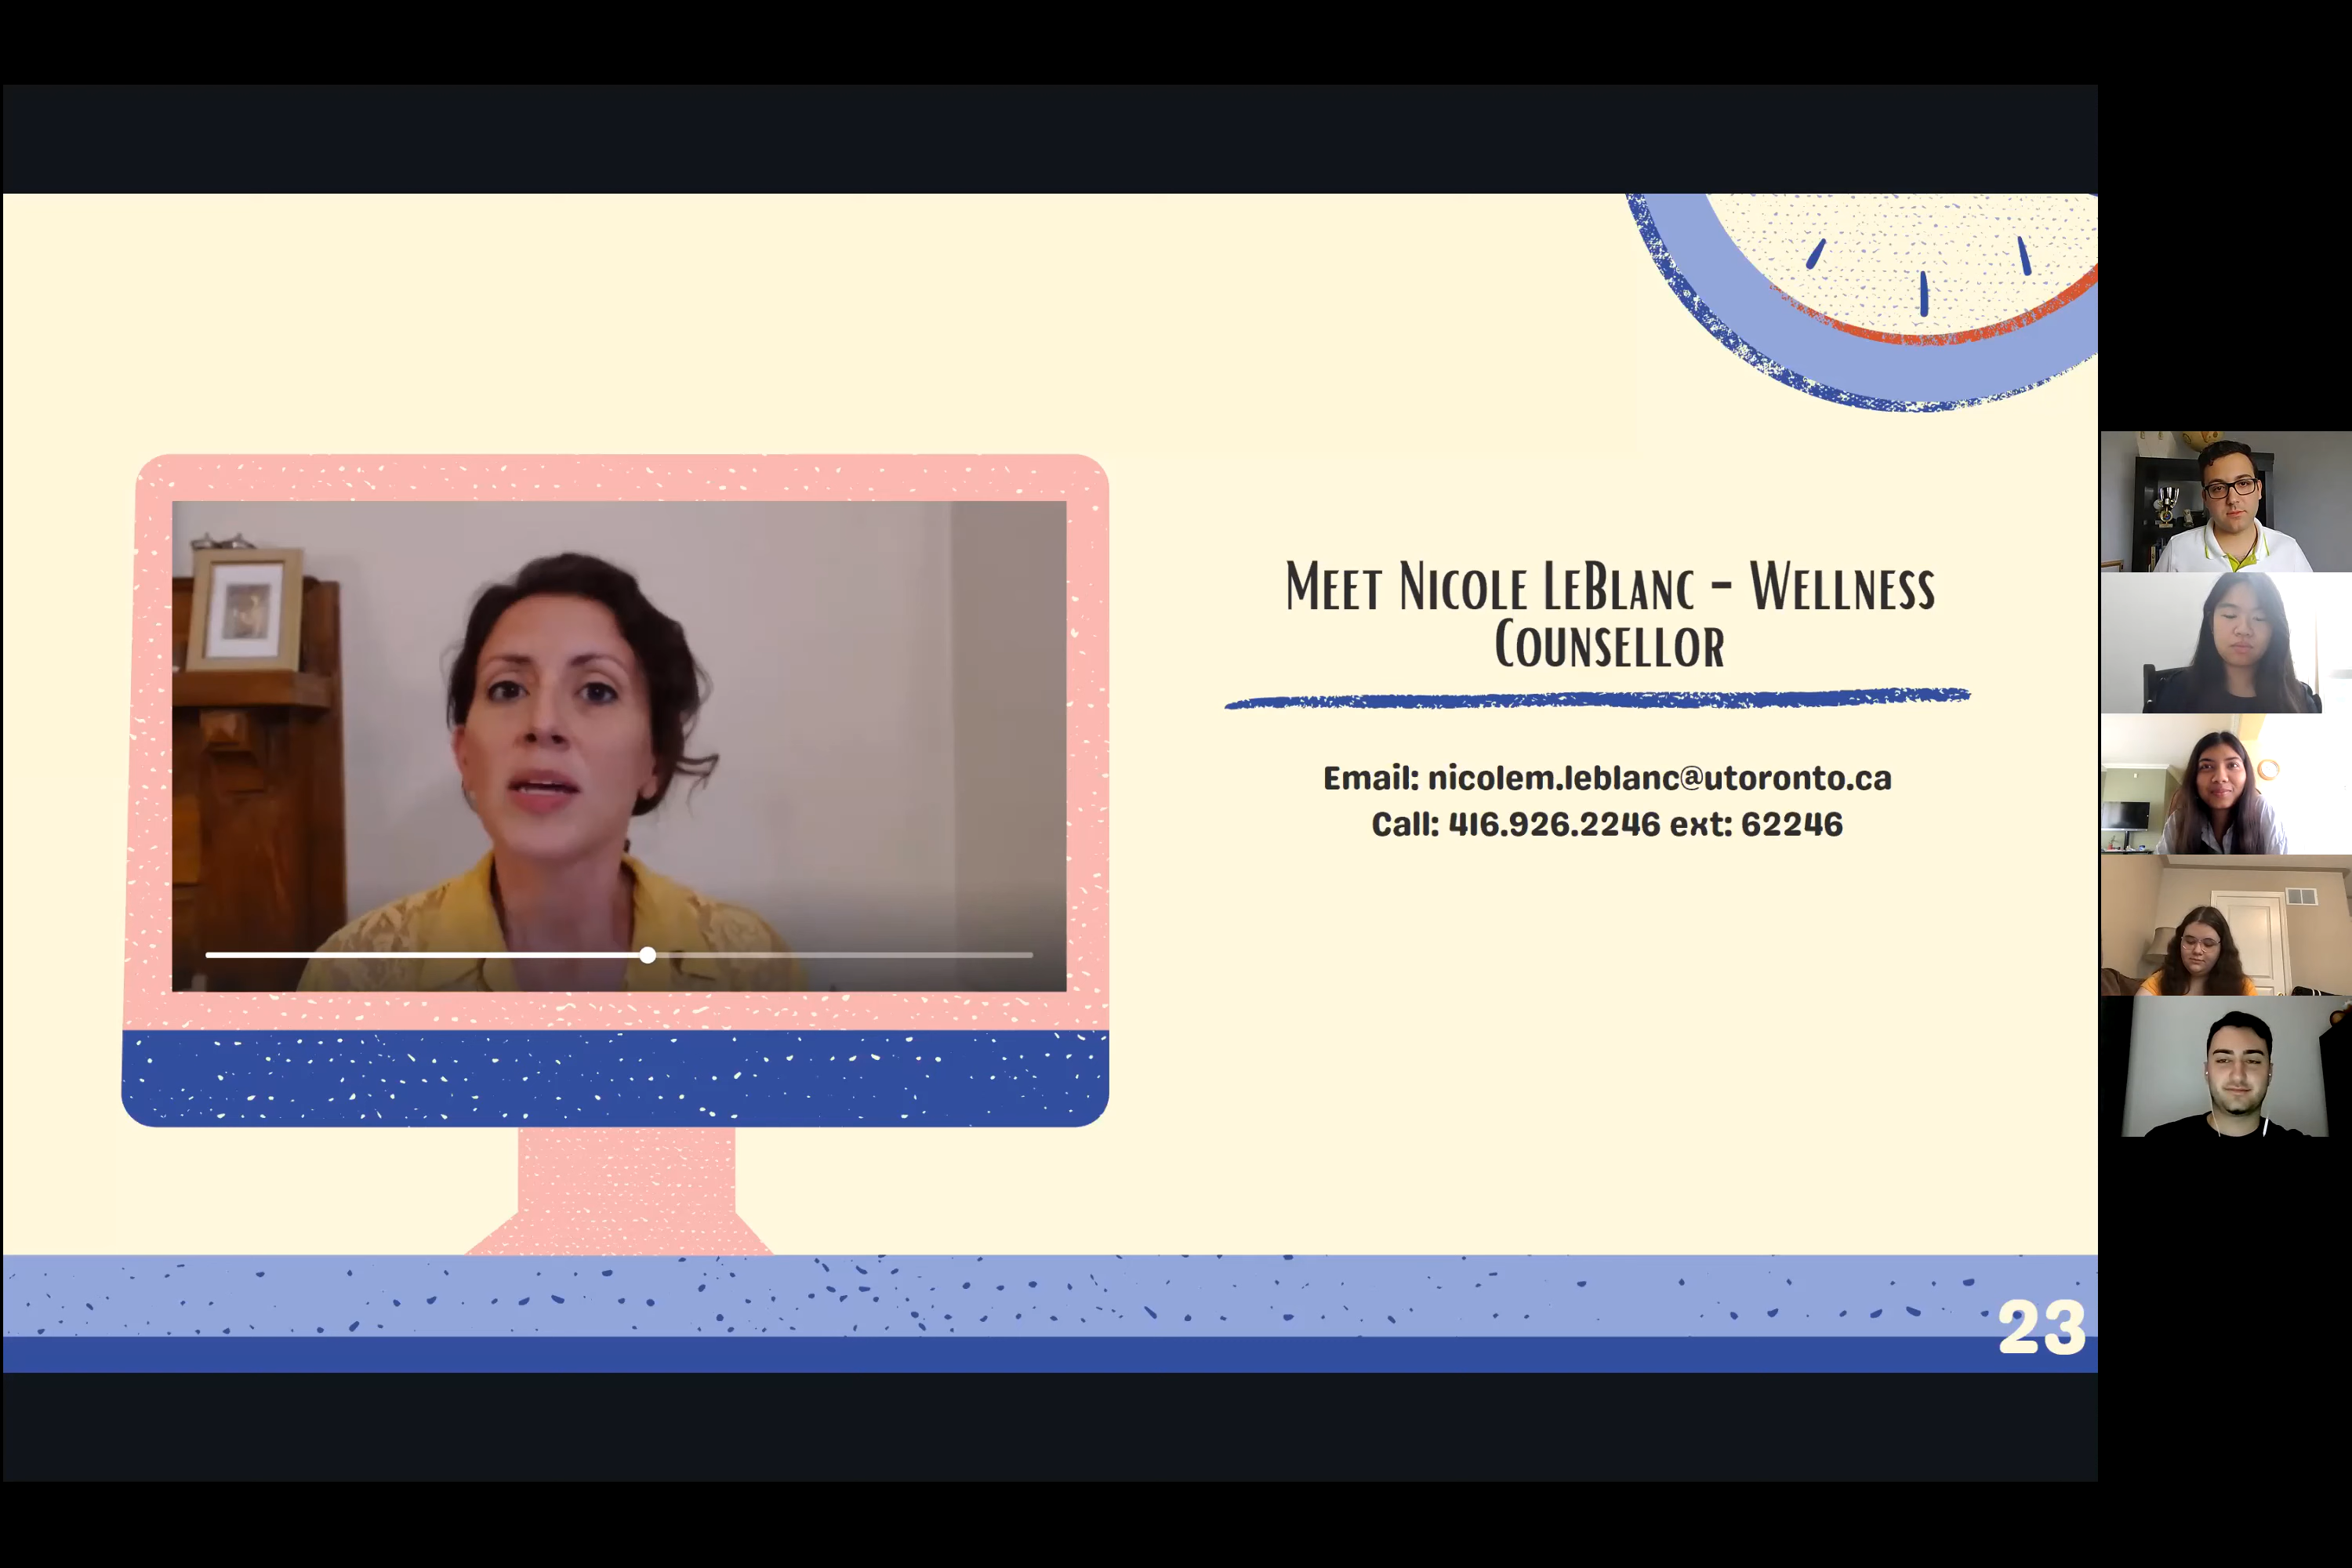 Meet Nicole LeBlanc - Wellness
Counsellor
Email: nicolem.leblanc@utoronto.ca
Call: 416.926.2246 ext: 62246
23